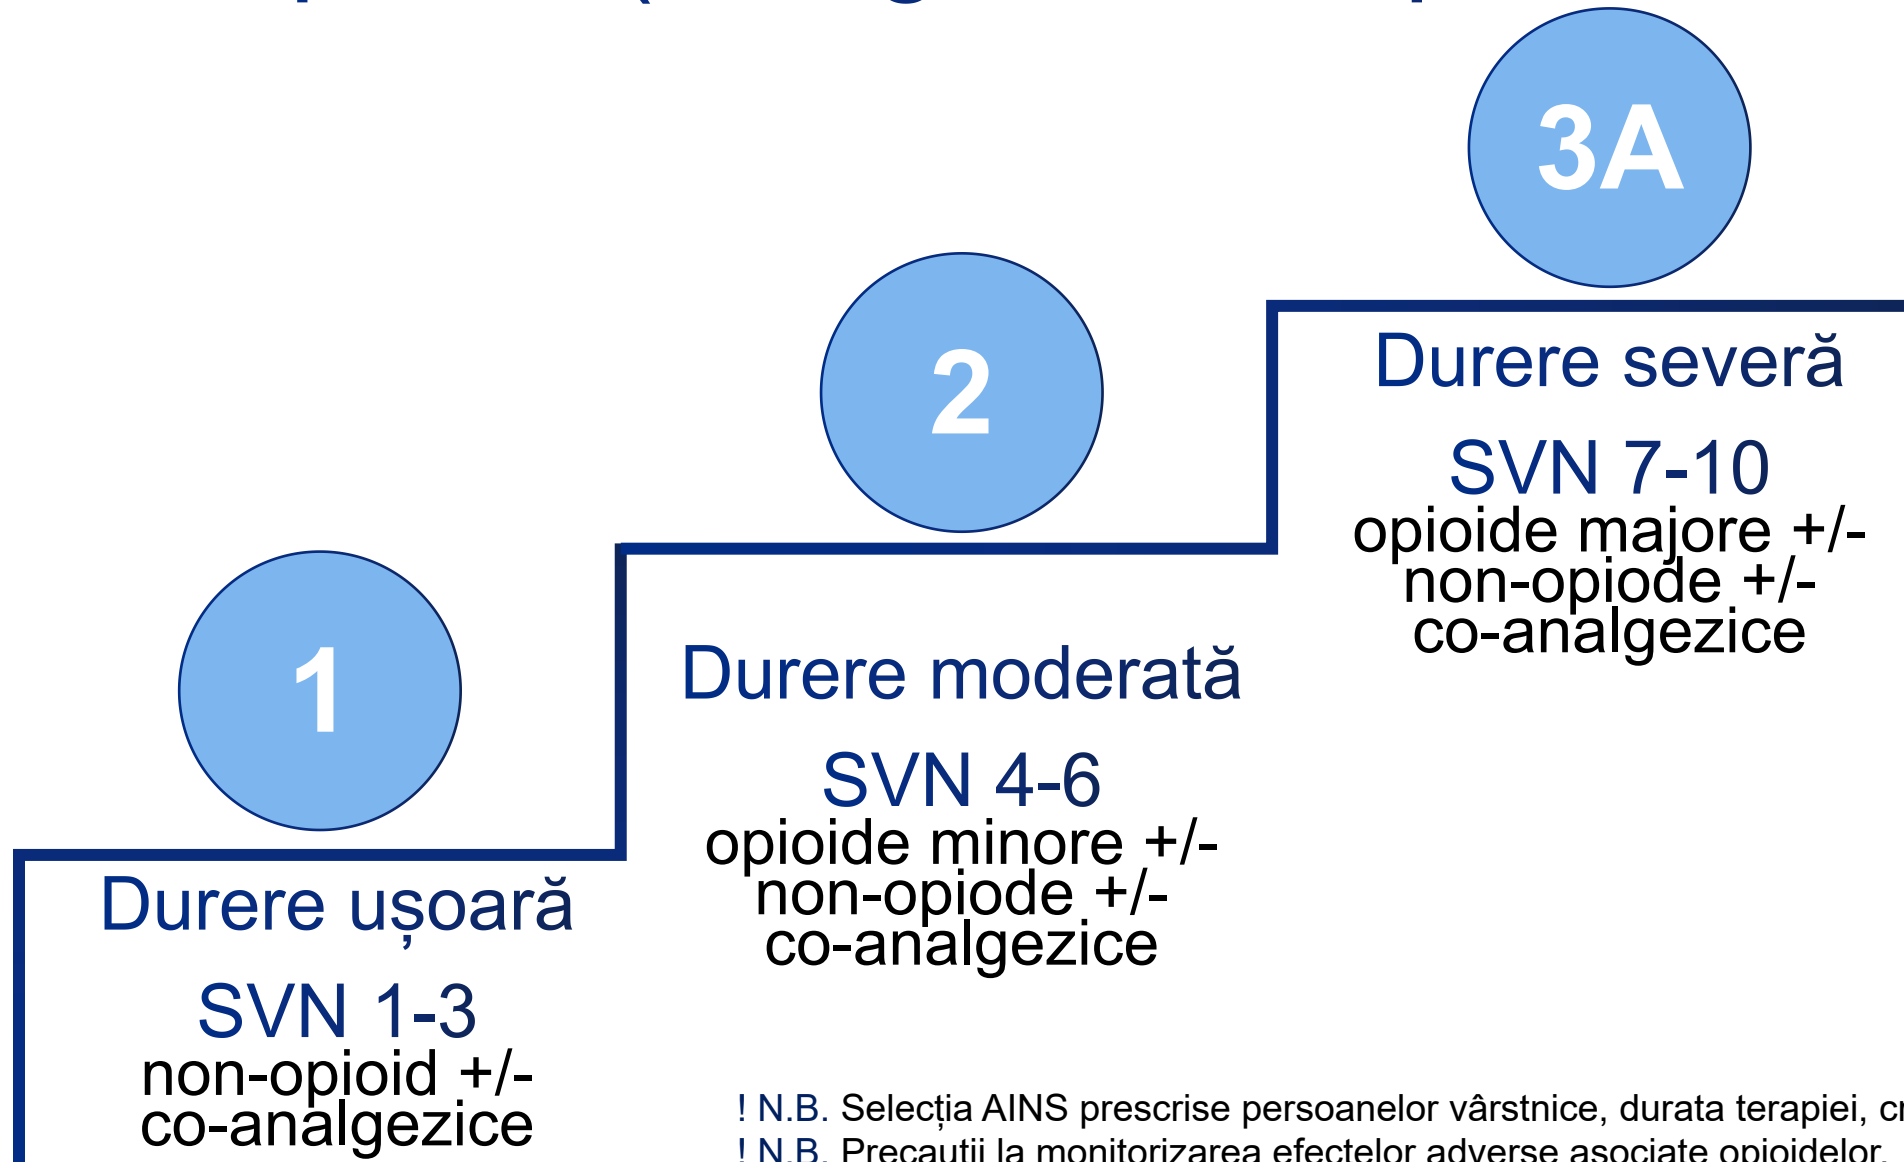 3A
Durere severă
SVN 7-10
opioide majore +/-
non-opiode +/-
co-analgezice
2
Durere moderată
SVN 4-6
opioide minore +/-
non-opiode +/-
co-analgezice
1
Durere ușoară
SVN 1-3
non-opioid +/-
co-analgezice
! N.B. Selecția AINS prescrise persoanelor vârstnice, durata terapiei,
! N.B. Precauții la monitorizarea efectelor adverse asociate opioidelor.